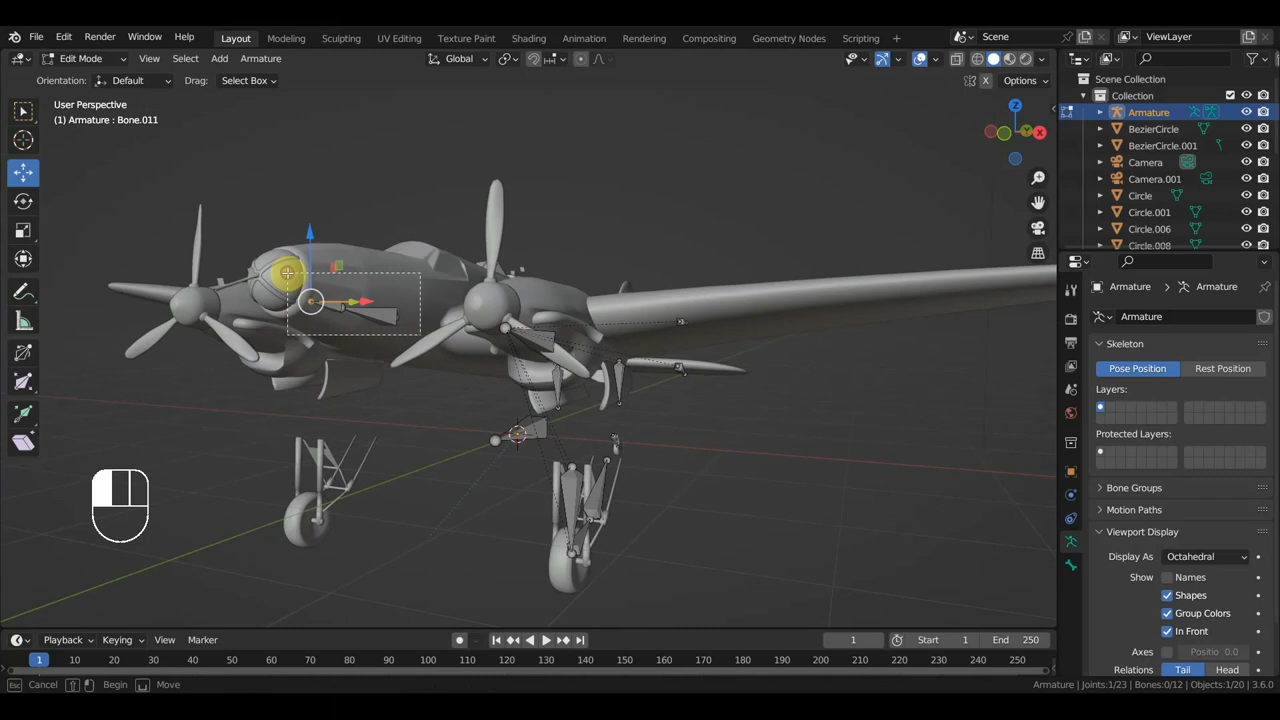 File Edit Render Window Help Layout Modeling Sculpting UV Editing Texture Paint Shading Animation Rendering Compositing Geometry Nodes Scripting Scene ViewLayer
Edit Mode View Select Add Armature Global Options
Orientation: Default Drag: Select Box X
User Perspective
(1) Armature : Bone.011
Z
Y
X
Scene Collection
Collection
Armature
BezierCircle
BezierCircle.001
Camera
Camera.001
Circle
Circle.001
Circle.006
Circle.008
Armature Armature
Armature
Skeleton
Pose Position Rest Position
Layers:
Protected Layers:
Bone Groups
Motion Paths
Viewport Display
Display As Octahedral
Show Names
Shapes
Group Colors
In Front
Axes Positio 0.0
Relations Tail Head
Playback Keying View Marker 1 Start 1 End 250
1 10 20 30 40 50 60 70 80 90 100 110 120 130 140 150 160 170 180 190 200 210 220 230 240 250
Esc Cancel Begin Move Armature | Joints:1/23 | Bones:0/12 | Objects:1/20 | 3.6.0